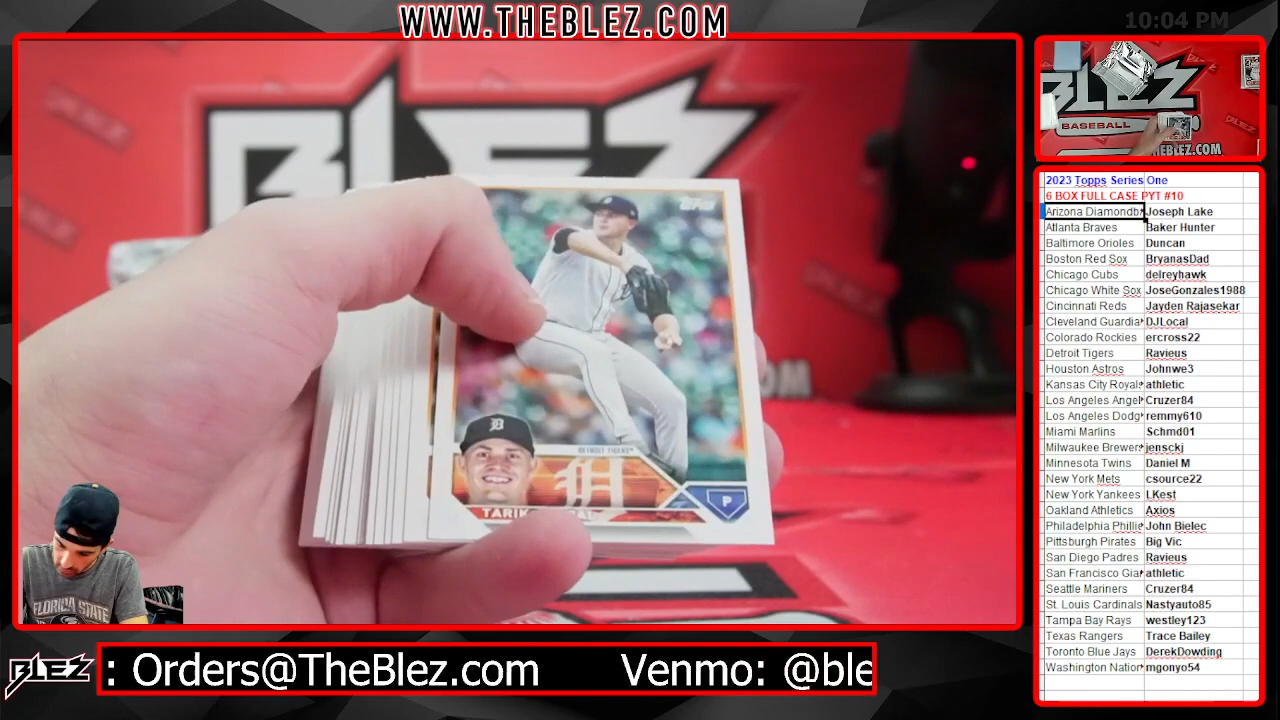 WWW.THEBLEZ.COM
10:04 PM
BLEZ
BLEZ
BASEBALL
.COM
topps
DETROIT TIGERS
P
TARIK
FLORIDA STATE
2023 Topps Series One
6 BOX FULL CASE PYT #10
Arizona Diamondb Joseph Lake
Atlanta Braves Baker Hunter
Baltimore Orioles Duncan
Boston Red Sox BryanasDad
Chicago Cubs delreyhawk
Chicago White Sox JoseGonzales1988
Cincinnati Reds Jayden Rajasekar
Cleveland Guardia DJLocal
Colorado Rockies ercross22
Detroit Tigers Ravieus
Houston Astros Johnwe3
Kansas City Royal athletic
Los Angeles Angel Cruzer84
Los Angeles Dodg remmy610
Miami Marlins Schmd01
Milwaukee Brewer jensckj
Minnesota Twins Daniel M
New York Mets csource22
New York Yankees LKest
Oakland Athletics Axios
Philadelphia Phillie John Bielec
Pittsburgh Pirates Big Vic
San Diego Padres Ravieus
San Francisco Gia athletic
Seattle Mariners Cruzer84
St. Louis Cardinals Nastyauto85
Tampa Bay Rays westley123
Texas Rangers Trace Bailey
Toronto Blue Jays DerekDowding
Washington Nation mgonyo54
BLEZ : Orders@TheBlez.com Venmo: @ble